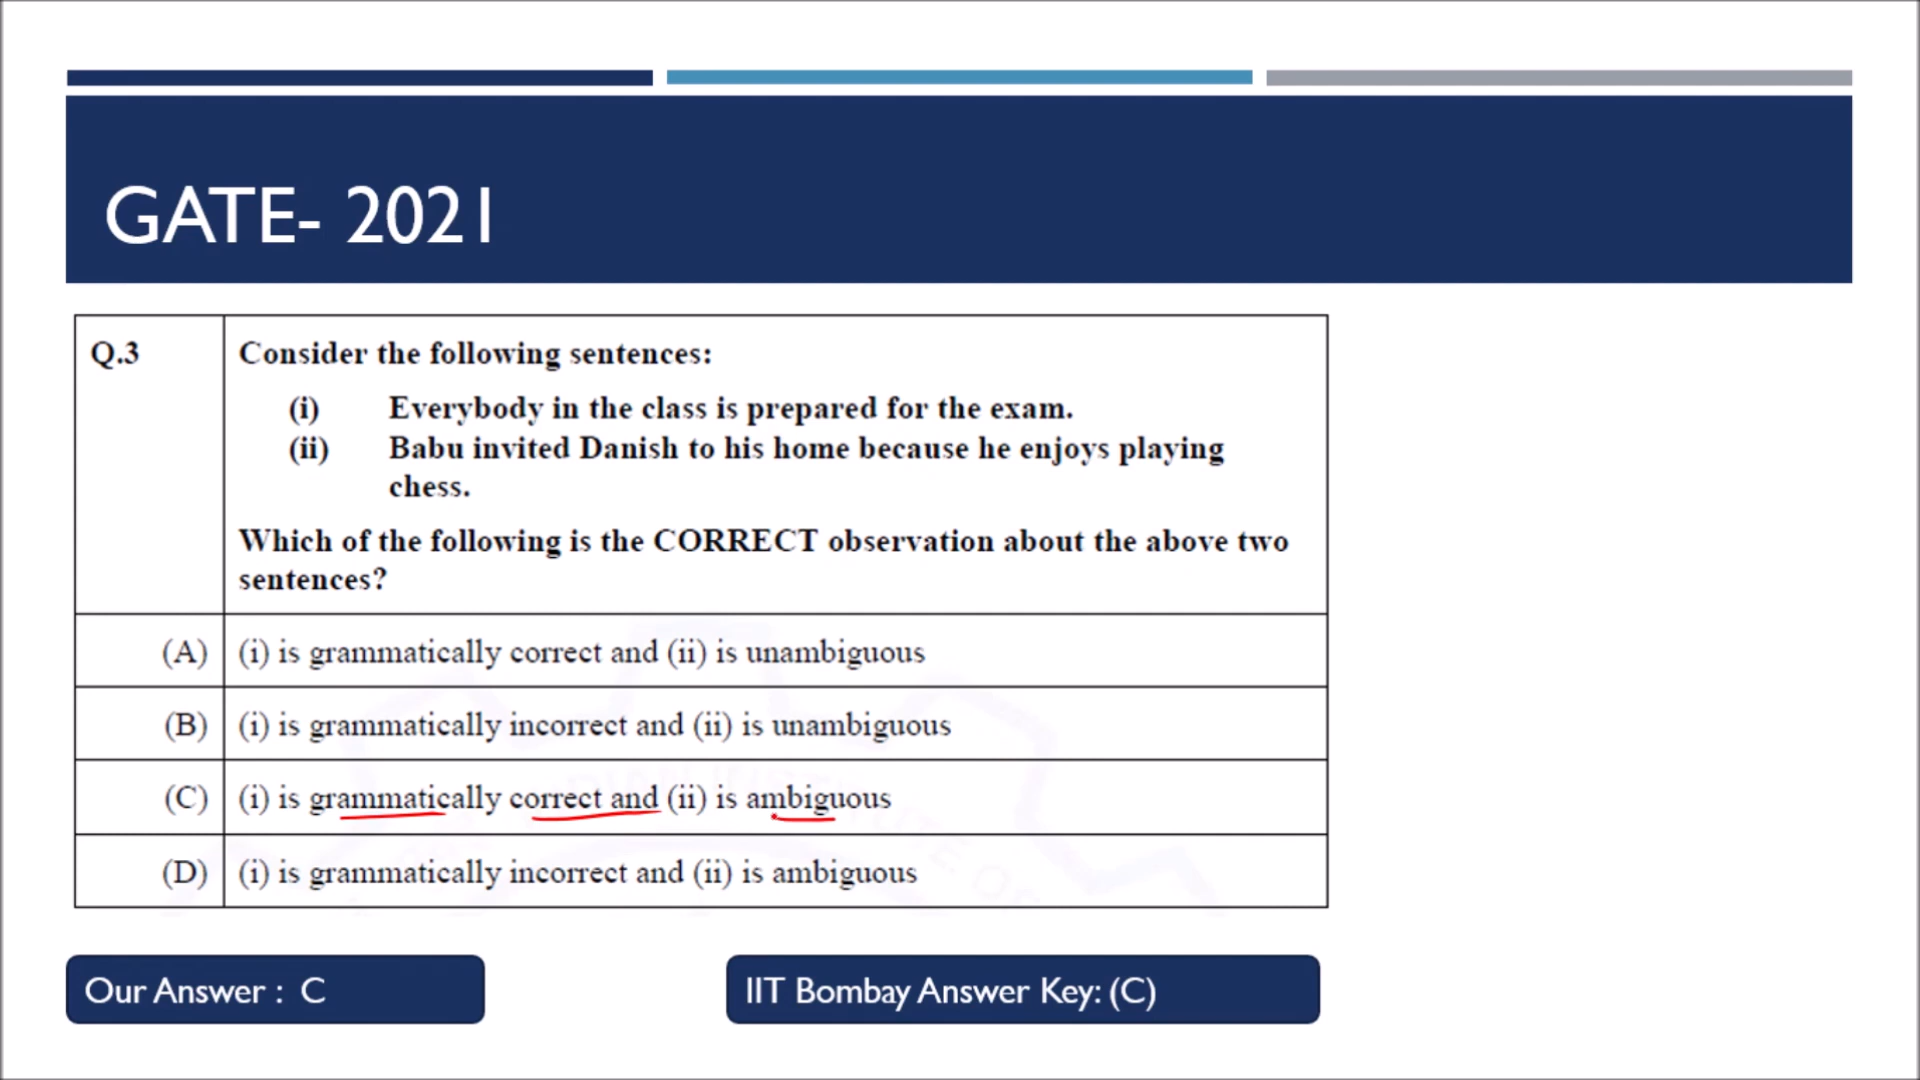 GATE- 2021
Q.3 Consider the following sentences:
(i) Everybody in the class is prepared for the exam.
(ii) Babu invited Danish to his home because he enjoys playing
chess.
Which of the following is the CORRECT observation about the above two
sentences?
(A) (i) is grammatically correct and (ii) is unambiguous
(B) (i) is grammatically incorrect and (ii) is unambiguous
(C) (i) is grammatically correct and (ii) is ambiguous
(D) (i) is grammatically incorrect and (ii) is ambiguous
Our Answer : C
IIT Bombay Answer Key: (C)